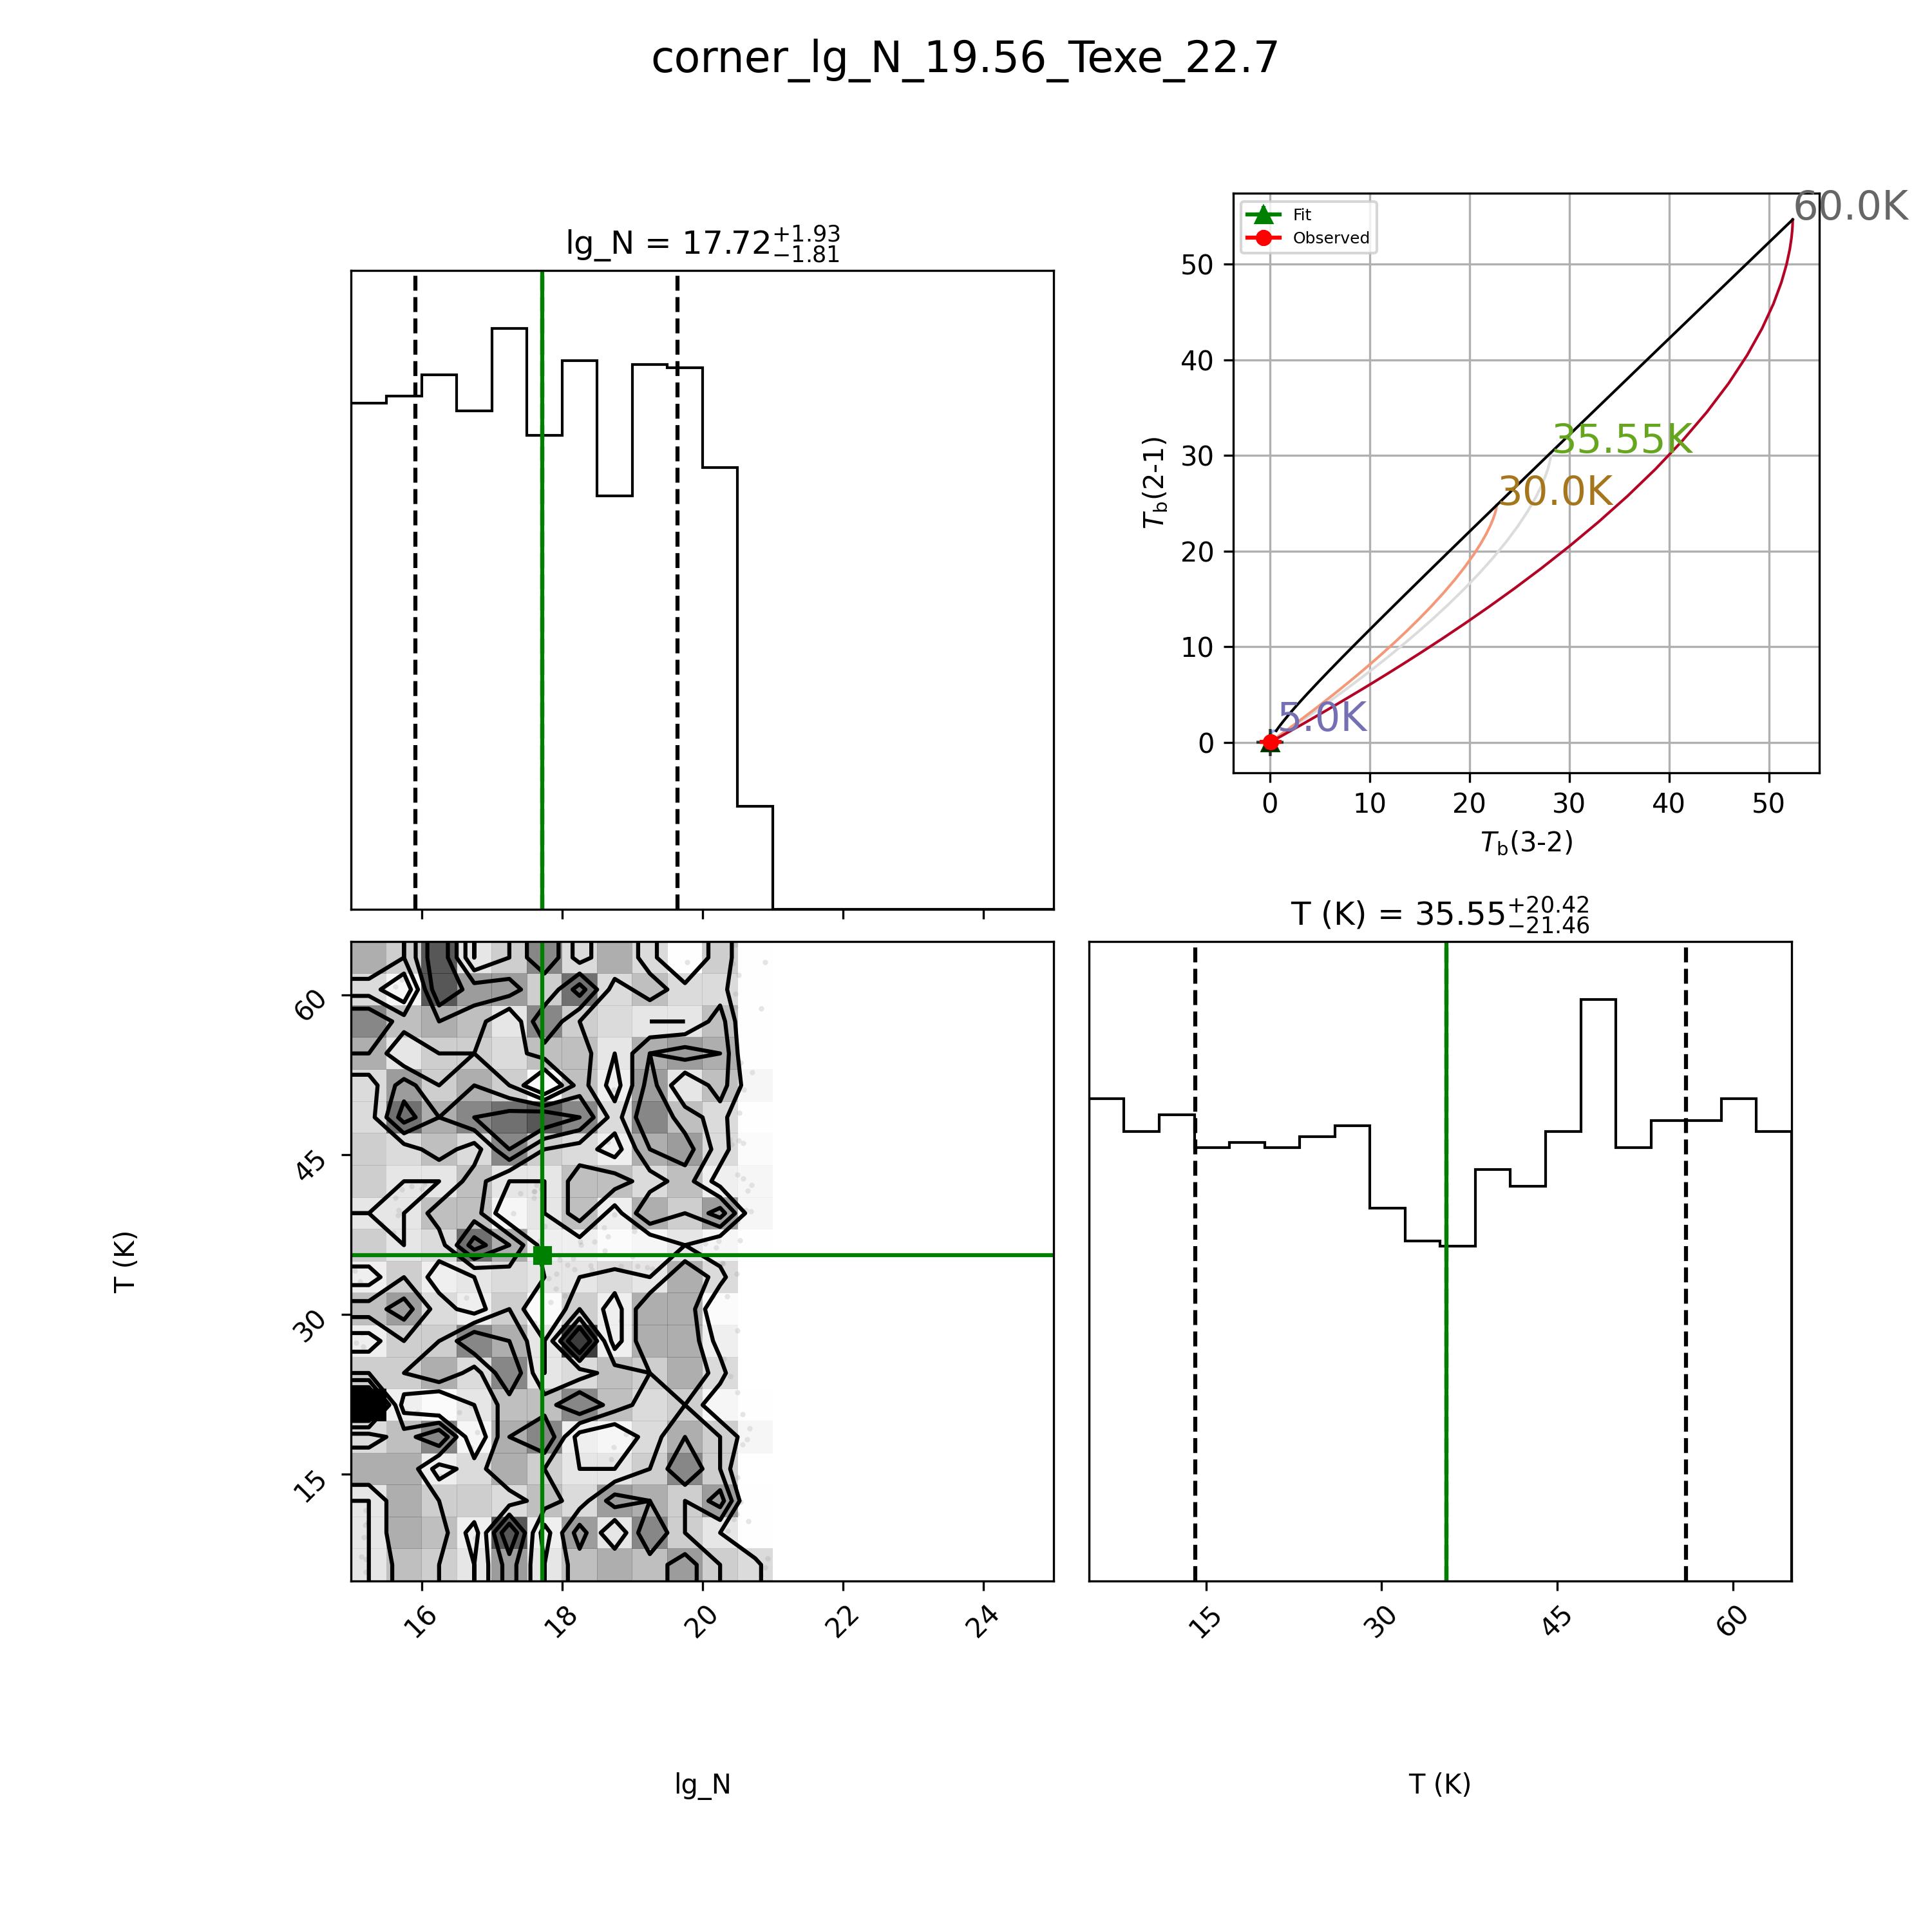 corner_lg_N_19.56_Texe_22.7
lg_N = 17.72+1.93−1.81
60.0K
Fit
Observed
50
40
30
20
10
0
35.55K
30.0K
5.0K
Tb(2-1)
0 10 20 30 40 50
Tb(3-2)
T (K) = 35.55+20.42−21.46
60
45
30
15
T (K)
16 18 20 22 24
lg_N
15 30 45 60
T (K)